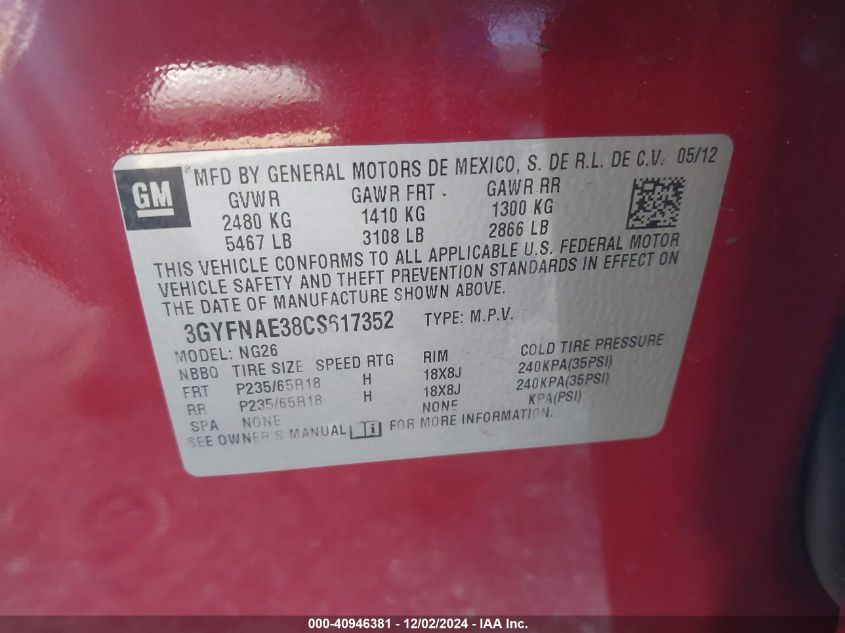 GM
® MFD BY GENERAL MOTORS DE MEXICO, S. DE R.L. DE C.V. 05/12
GVWR GAWR FRT GAWR RR
2480 KG 1410 KG 1300 KG
5467 LB 3108 LB 2866 LB
THIS VEHICLE CONFORMS TO ALL APPLICABLE U.S. FEDERAL MOTOR
VEHICLE SAFETY AND THEFT PREVENTION STANDARDS IN EFFECT ON
THE DATE OF MANUFACTURE SHOWN ABOVE.
3GYFNAE38CS617352 TYPE: M.P.V.
MODEL: NG26
NBBO TIRE SIZE SPEED RTG RIM COLD TIRE PRESSURE
FRT P235/65R18 H 18X8J 240KPA(35PSI)
RR P235/65R18 H 18X8J 240KPA(35PSI)
SPA NONE NONE KPA(PSI)
SEE OWNER'S MANUAL i FOR MORE INFORMATION.
000-40946381 - 12/02/2024 - IAA Inc.